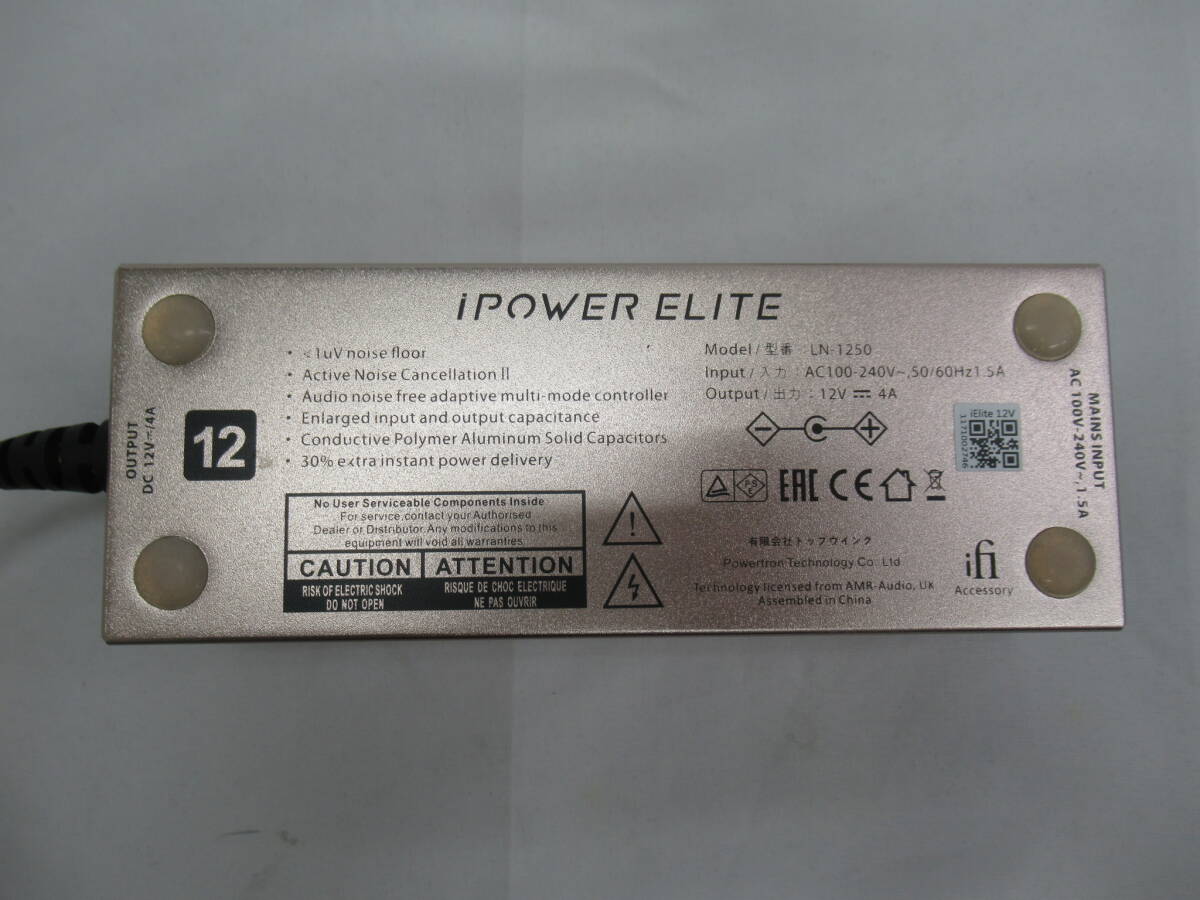 iPOWER ELITE
• <1uV noise floor
• Active Noise Cancellation II
• Audio noise free adaptive multi-mode controller
• Enlarged input and output capacitance
• Conductive Polymer Aluminum Solid Capacitors
• 30% extra instant power delivery
OUTPUT
DC 12V⎓/4A
12
No User Serviceable Components Inside
For service,contact your Authorised
Dealer or Distributor.Any modifications to this
equipment will void all warranties.
CAUTION
RISK OF ELECTRIC SHOCK
DO NOT OPEN
ATTENTION
RISQUE DE CHOC ELECTRIQUE
NE PAS OUVRIR
Model / 型番 : LN-1250
Input / 入力 : AC100-240V~,50/60Hz1.5A
Output / 出力 : 12V ⎓ 4A
iElite 12V
1171002746
PSE
EAC CE
有限会社トップウインク
Powertron Technology Co. Ltd
Technology licensed from AMR-Audio, UK
Assembled in China
ifi
Accessory
MAINS INPUT
AC 100V-240V~,1.5A